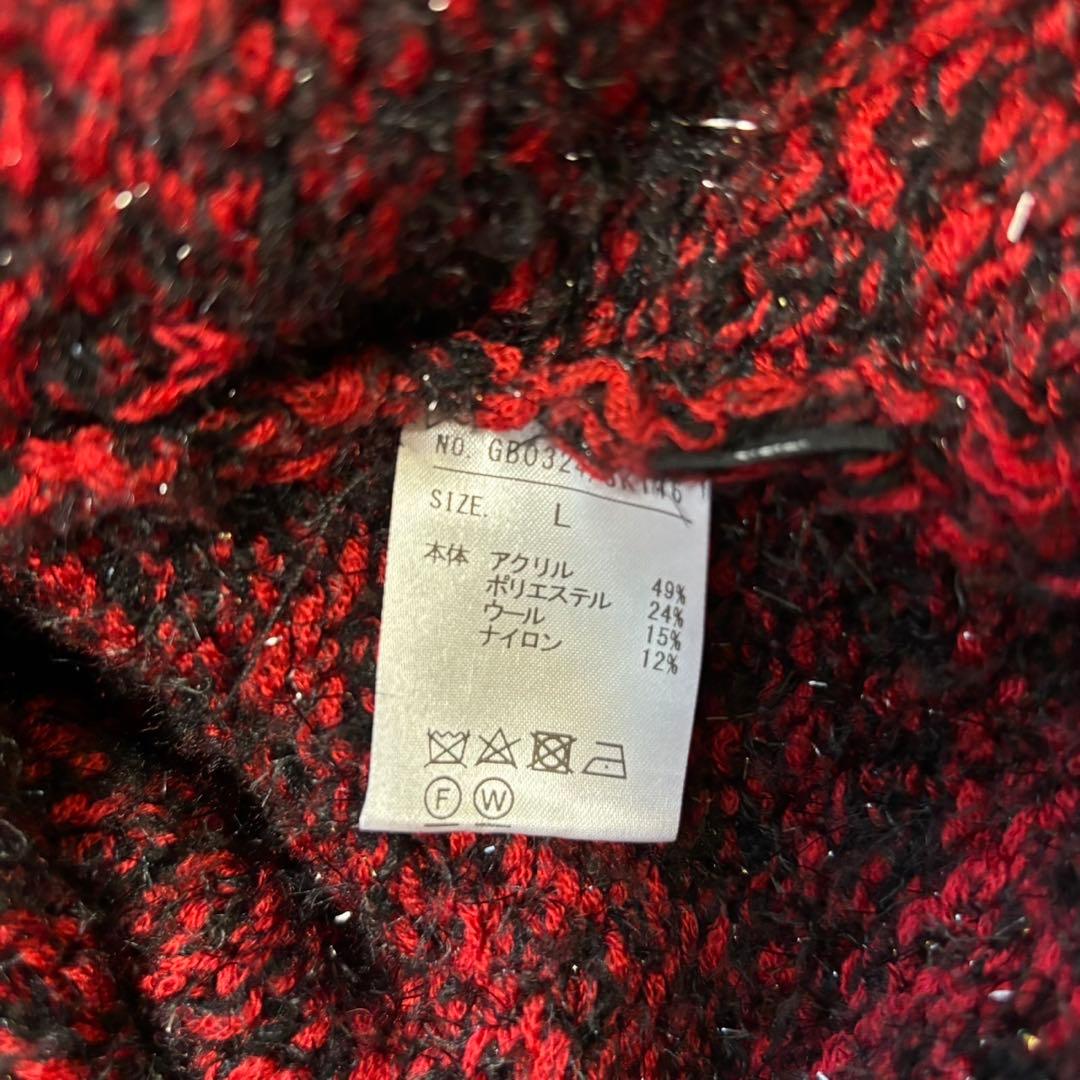 NO. GB0324
SIZE. L
本体 アクリル 49%
ポリエステル 24%
ウール 15%
ナイロン 12%
F W